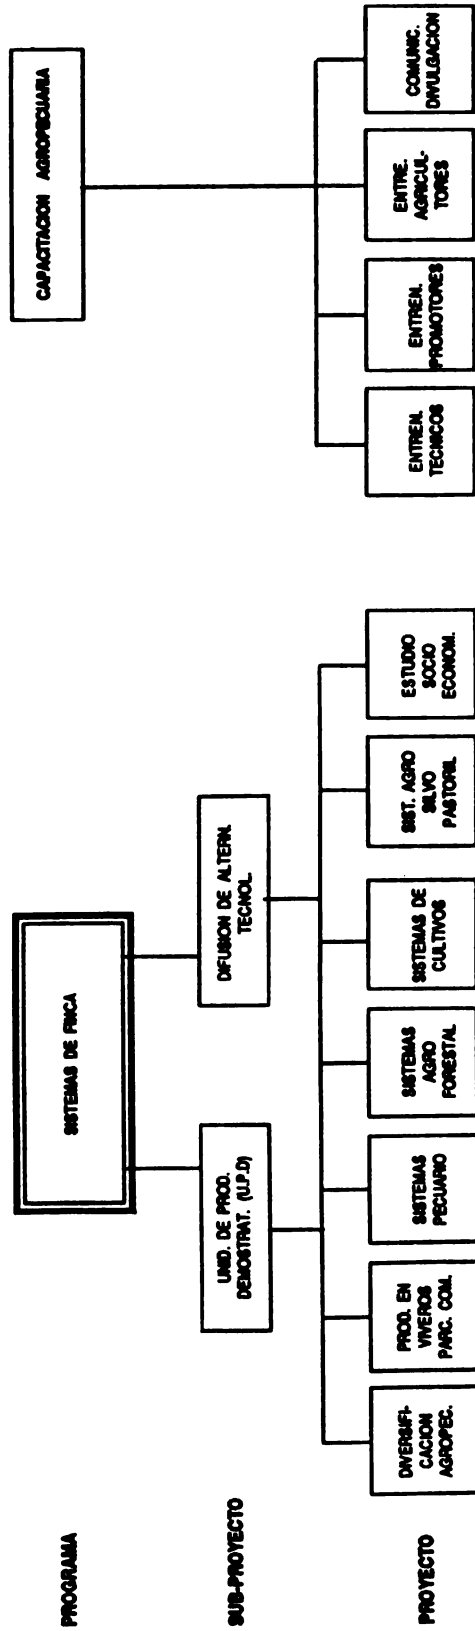 PROGRAMA
SISTEMAS DE FINCA
CAPACITACION AGROPECUARIA
SUB-PROYECTO
UNID. DE PROD.
DEMOSTRAT. (U.P.D)
DIFUSION DE ALTERN.
TECNOL.
PROYECTO
DIVERSIFI-
CACION
AGROPEC.
PROD. EN
VIVEROS
PARC. COM.
SISTEMAS
PECUARIO
SISTEMAS
AGRO
FORESTAL
SISTEMAS DE
CULTIVOS
SIST. AGRO
SILVO
PASTORIL
ESTUDIO
SOCIO
ECONOM.
ENTREN.
TECNICOS
ENTREN.
PROMOTORES
ENTRE.
AGRICUL-
TORES
COMUNIC.
DIVULGACION